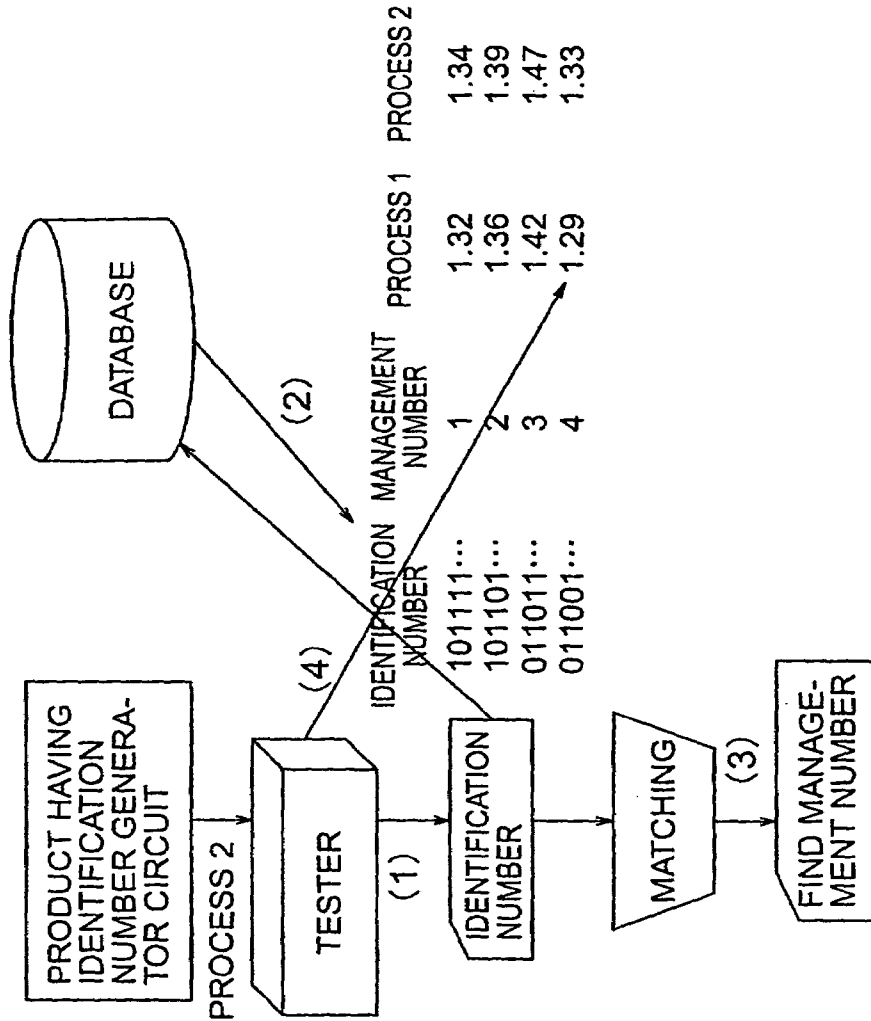 PRODUCT HAVING
IDENTIFICATION
NUMBER GENERA-
TOR CIRCUIT
PROCESS 2
TESTER
(1)
IDENTIFICATION
NUMBER
MATCHING
(3)
FIND MANAGE-
MENT NUMBER
(4)
(2)
DATABASE
IDENTIFICATION NUMBER MANAGEMENT NUMBER PROCESS 1 PROCESS 2
101111··· 1 1.32 1.34
101101··· 2 1.36 1.39
011011··· 3 1.42 1.47
011001··· 4 1.29 1.33